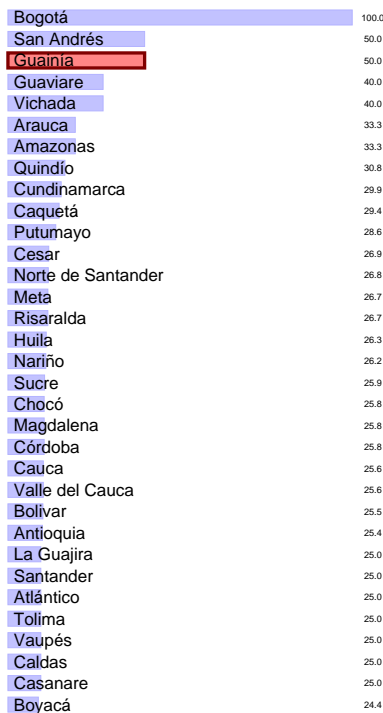 Bogotá 100.0
San Andrés 50.0
Guainía 50.0
Guaviare 40.0
Vichada 40.0
Arauca 33.3
Amazonas 33.3
Quindío 30.8
Cundinamarca 29.9
Caquetá 29.4
Putumayo 28.6
Cesar 26.9
Norte de Santander 26.8
Meta 26.7
Risaralda 26.7
Huila 26.3
Nariño 26.2
Sucre 25.9
Chocó 25.8
Magdalena 25.8
Córdoba 25.8
Cauca 25.6
Valle del Cauca 25.6
Bolivar 25.5
Antioquia 25.4
La Guajira 25.0
Santander 25.0
Atlántico 25.0
Tolima 25.0
Vaupés 25.0
Caldas 25.0
Casanare 25.0
Boyacá 24.4